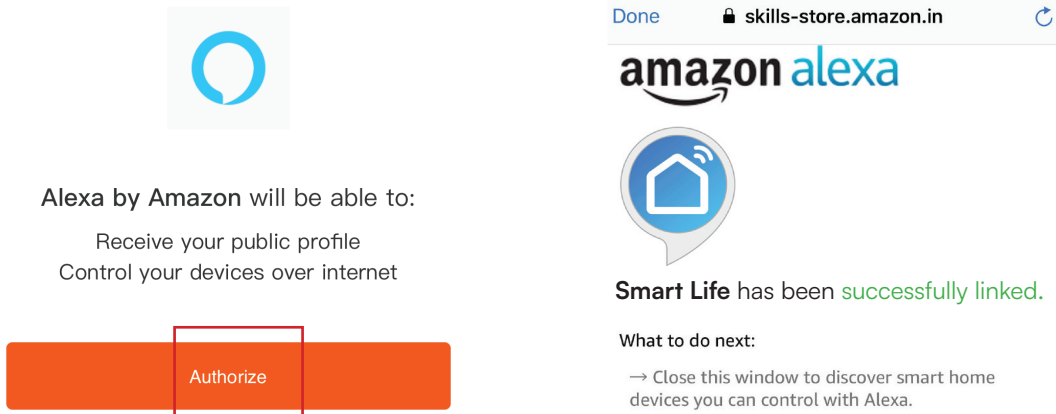 Alexa by Amazon will be able to:
Receive your public profile
Control your devices over internet
Authorize
Done
skills-store.amazon.in
amazon alexa
Smart Life has been successfully linked.
What to do next:
→ Close this window to discover smart home
devices you can control with Alexa.